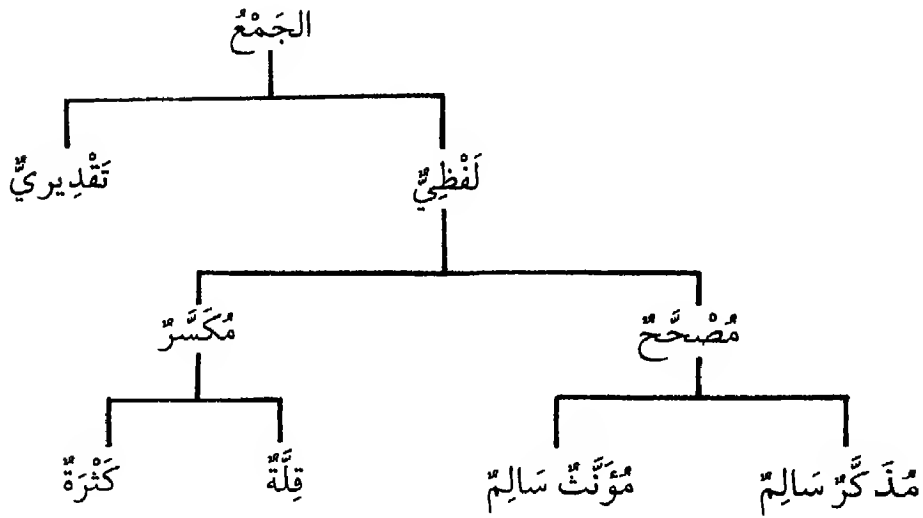 الجَمْعُ
لَفْظِيٌّ تَقْدِيرِيٌّ
مُصْحَّحٌ مُكَسَّرٌ
مُذَكَّرٌ سَالِمٌ مُؤَنَّثٌ سَالِمٌ قِلَّةٌ كَثْرَةٌ